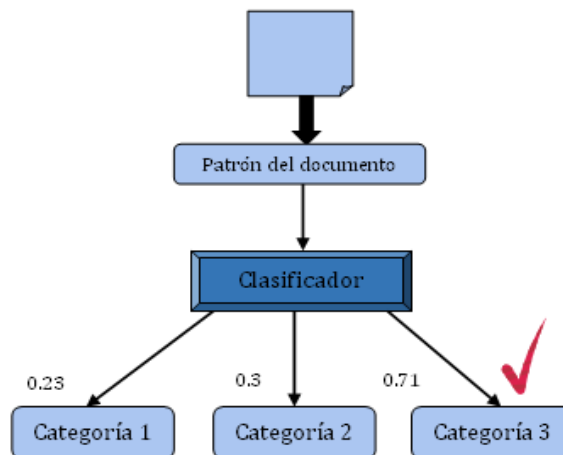 Patrón del documento
Clasificador
0.23
0.3
0.71
Categoría 1
Categoría 2
Categoría 3